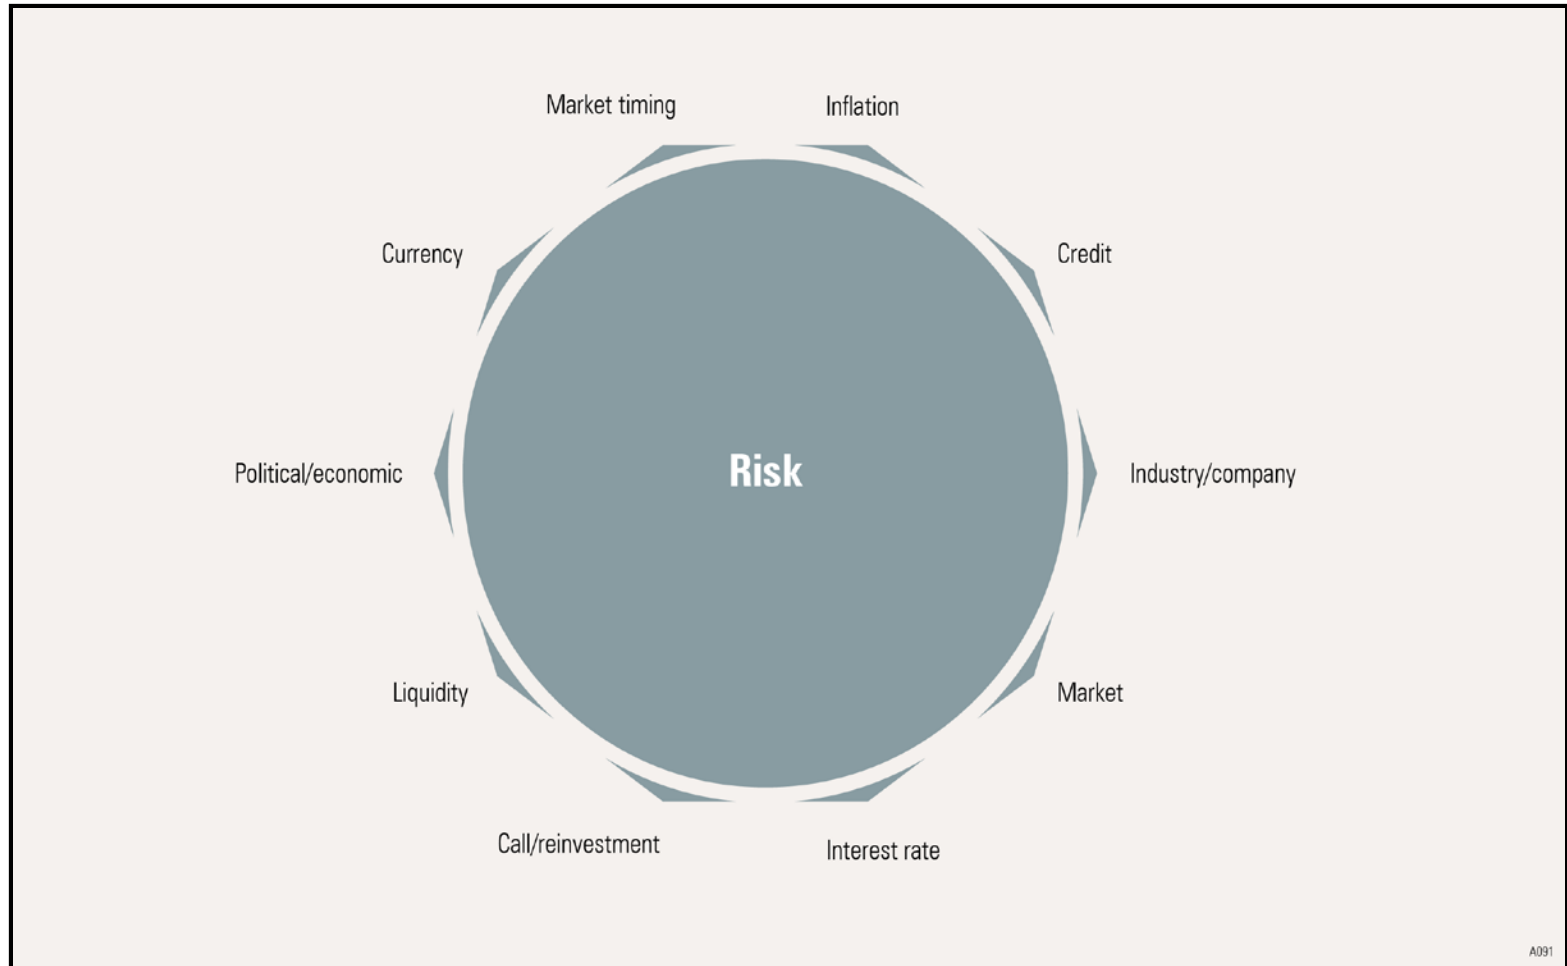 Market timing
Inflation
Currency
Credit
Political/economic
Risk
Industry/company
Liquidity
Market
Call/reinvestment
Interest rate
A091